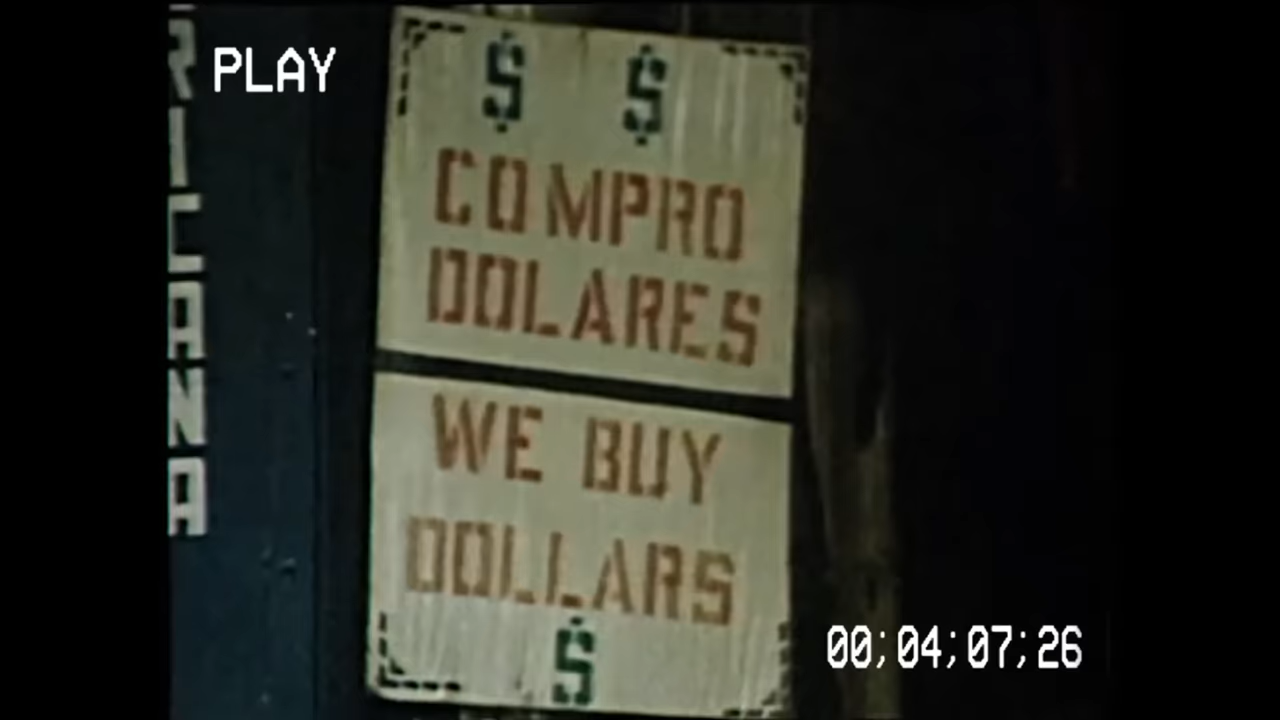 PLAY
RICANA
$ $
COMPRO
DOLARES
WE BUY
DOLLARS
$
00;04;07;26